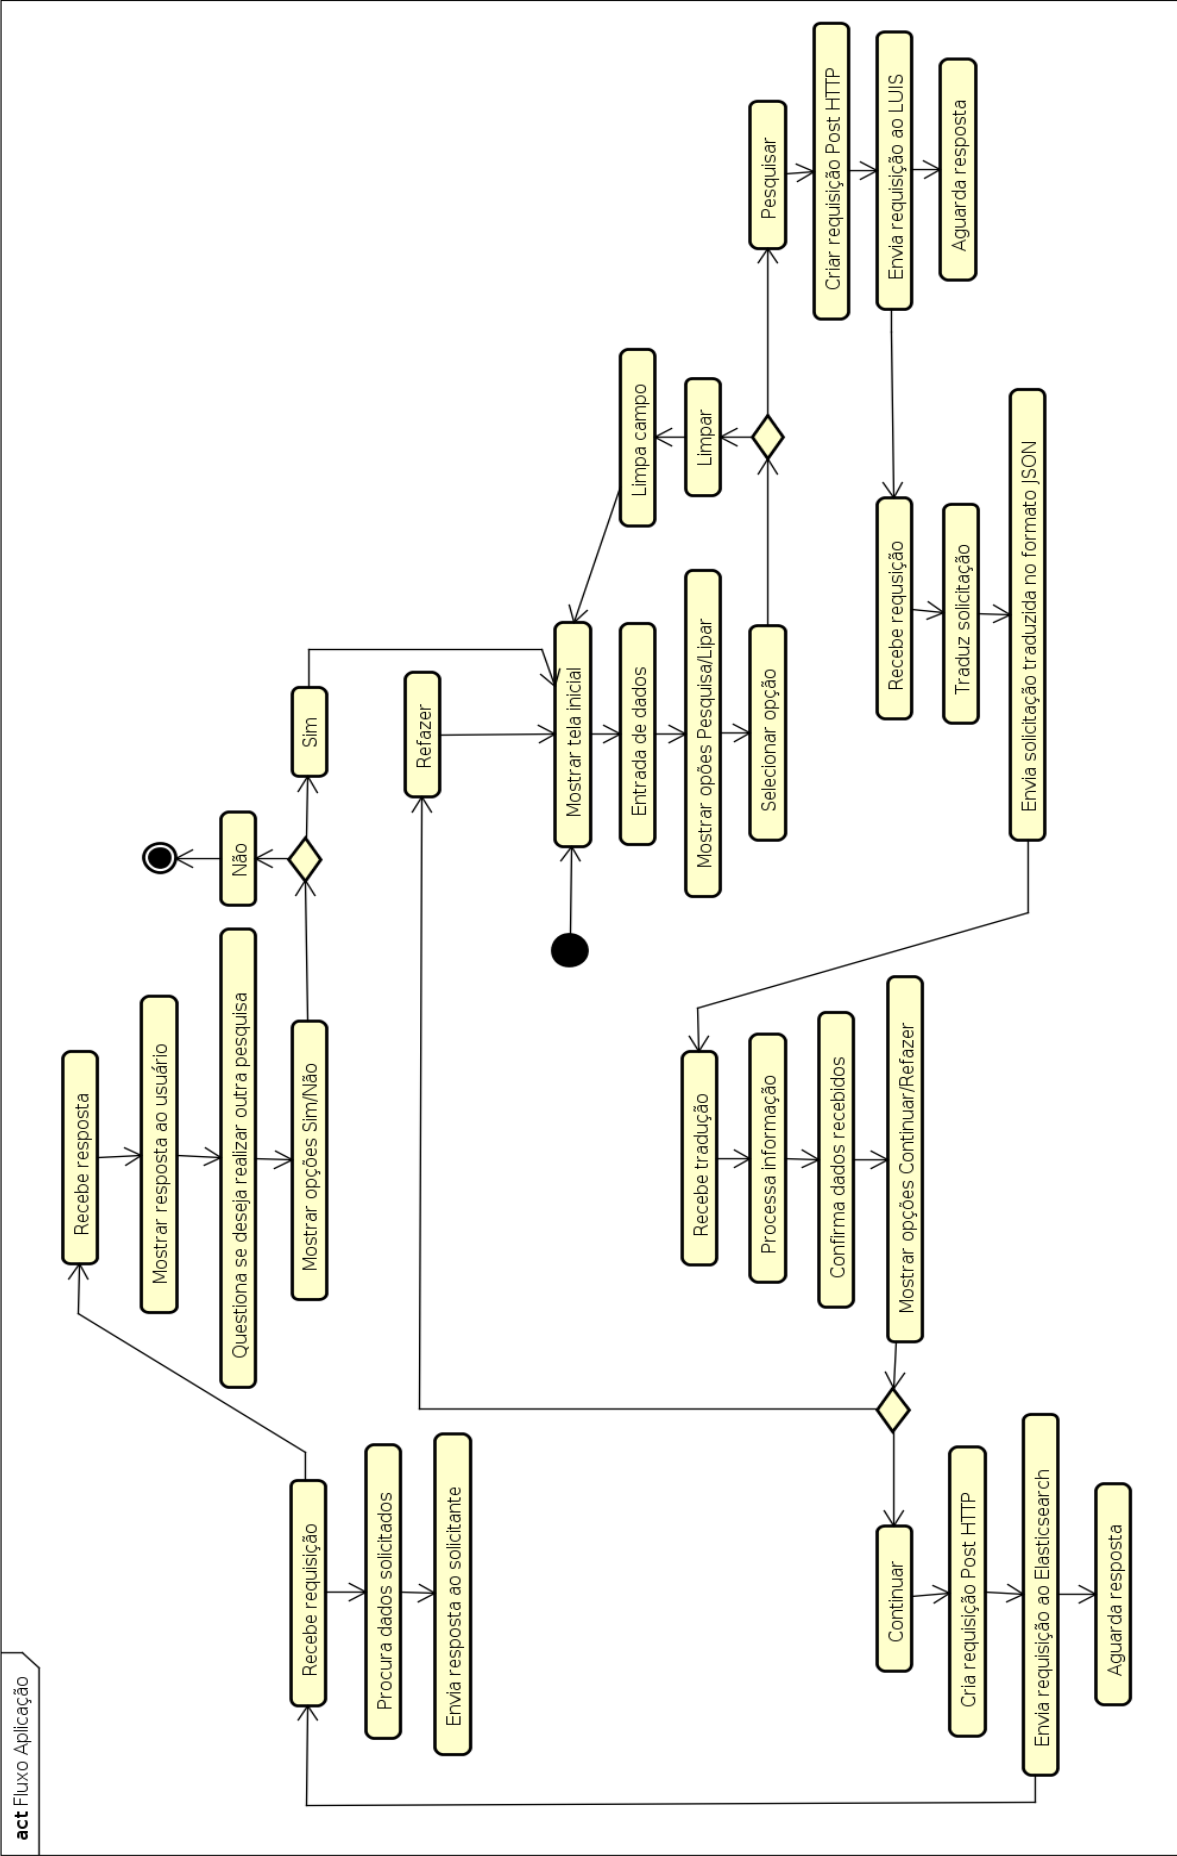 act Fluxo Aplicação
Recebe requisição
Procura dados solicitados
Envia resposta ao solicitante
Continuar
Cria requisição Post HTTP
Envia requisição ao Elasticsearch
Aguarda resposta
Recebe resposta
Mostrar resposta ao usuário
Questiona se deseja realizar outra pesquisa
Mostrar opções Sim/Não
Recebe tradução
Processa informação
Confirma dados recebidos
Mostrar opções Continuar/Refazer
Não
Sim
Refazer
Mostrar tela inicial
Entrada de dados
Mostrar opões Pesquisa/Lipar
Selecionar opção
Recebe requsição
Traduz solicitação
Envia solicitação traduzida no formato JSON
Limpa campo
Limpar
Pesquisar
Criar requisição Post HTTP
Envia requisição ao LUIS
Aguarda resposta